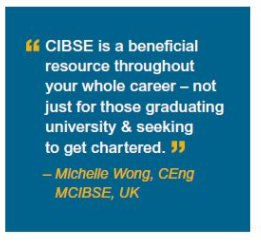 “ CIBSE is a beneficial
resource throughout
your whole career – not
just for those graduating
university & seeking
to get chartered. ”
– Michelle Wong, CEng
MCIBSE, UK